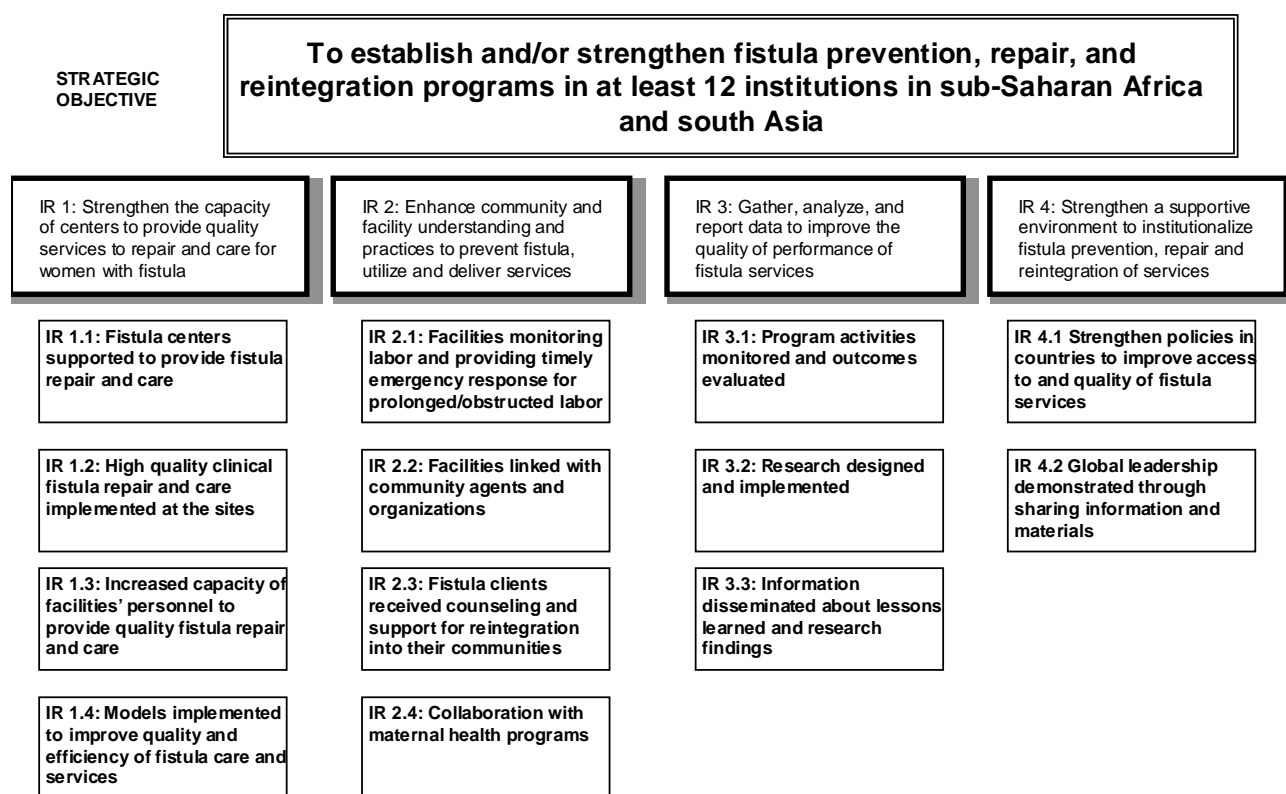 STRATEGIC
OBJECTIVE
To establish and/or strengthen fistula prevention, repair, and
reintegration programs in at least 12 institutions in sub-Saharan Africa
and south Asia
IR 1: Strengthen the capacity
of centers to provide quality
services to repair and care for
women with fistula
IR 2: Enhance community and
facility understanding and
practices to prevent fistula,
utilize and deliver services
IR 3: Gather, analyze, and
report data to improve the
quality of performance of
fistula services
IR 4: Strengthen a supportive
environment to institutionalize
fistula prevention, repair and
reintegration of services
IR 1.1: Fistula centers
supported to provide fistula
repair and care
IR 2.1: Facilities monitoring
labor and providing timely
emergency response for
prolonged/obstructed labor
IR 3.1: Program activities
monitored and outcomes
evaluated
IR 4.1 Strengthen policies in
countries to improve access
to and quality of fistula
services
IR 1.2: High quality clinical
fistula repair and care
implemented at the sites
IR 2.2: Facilities linked with
community agents and
organizations
IR 3.2: Research designed
and implemented
IR 4.2 Global leadership
demonstrated through
sharing information and
materials
IR 1.3: Increased capacity of
facilities’ personnel to
provide quality fistula repair
and care
IR 2.3: Fistula clients
received counseling and
support for reintegration
into their communities
IR 3.3: Information
disseminated about lessons
learned and research
findings
IR 1.4: Models implemented
to improve quality and
efficiency of fistula care and
services
IR 2.4: Collaboration with
maternal health programs